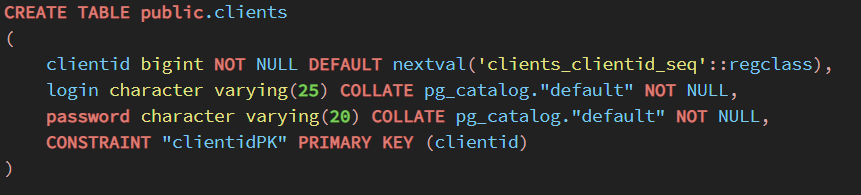 CREATE TABLE public.clients
(
    clientid bigint NOT NULL DEFAULT nextval('clients_clientid_seq'::regclass),
    login character varying(25) COLLATE pg_catalog."default" NOT NULL,
    password character varying(20) COLLATE pg_catalog."default" NOT NULL,
    CONSTRAINT "clientidPK" PRIMARY KEY (clientid)
)